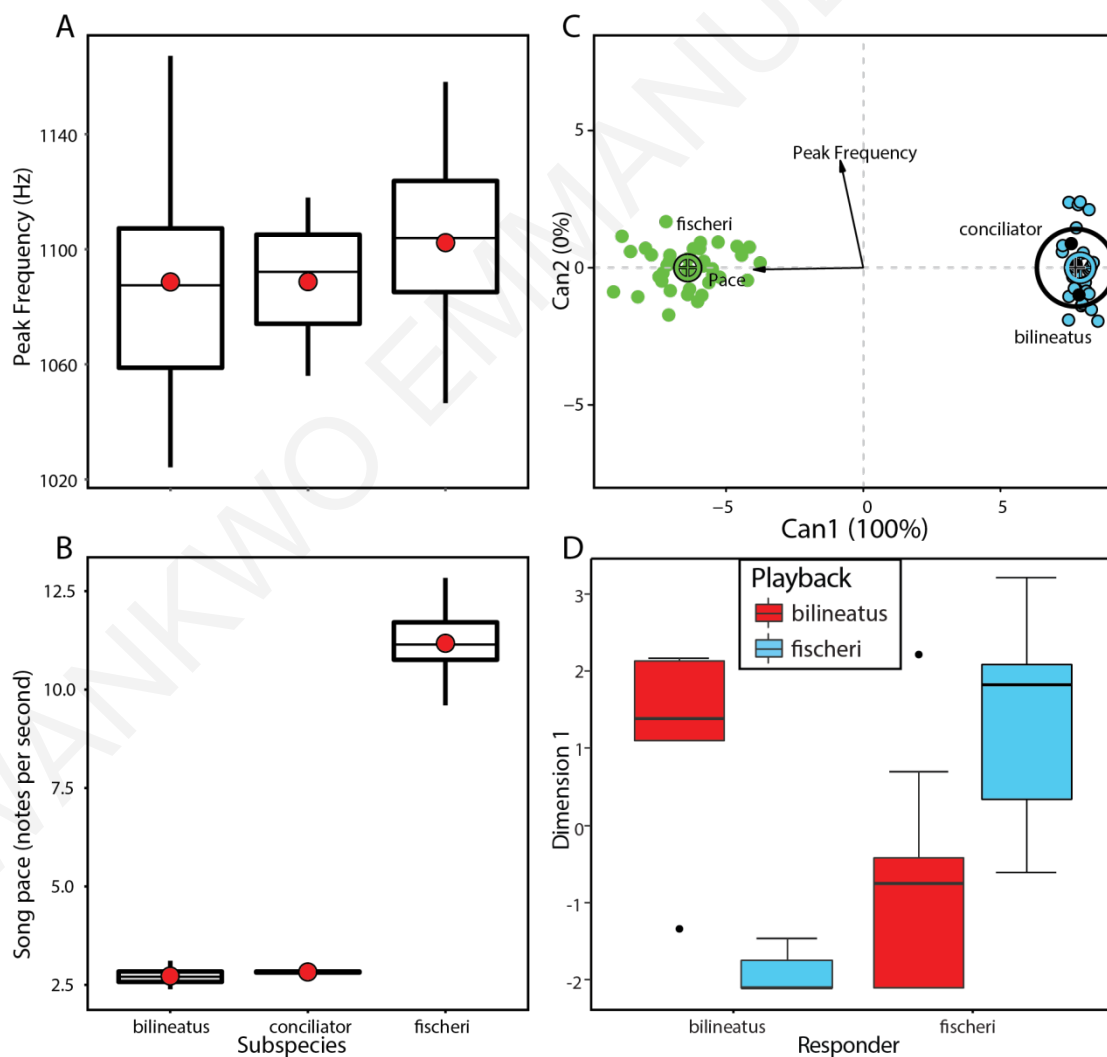 A
Peak Frequency (Hz)
1140
1100
1060
1020
B
Song pace (notes per second)
12.5
10.0
7.5
5.0
2.5
bilineatus conciliator fischeri
Subspecies
C
Can2 (0%)
5
0
−5
Peak Frequency
fischeri
Pace
conciliator
bilineatus
−5 0 5
Can1 (100%)
D
Playback
bilineatus
fischeri
Dimension 1
3
2
1
0
-1
-2
bilineatus fischeri
Responder